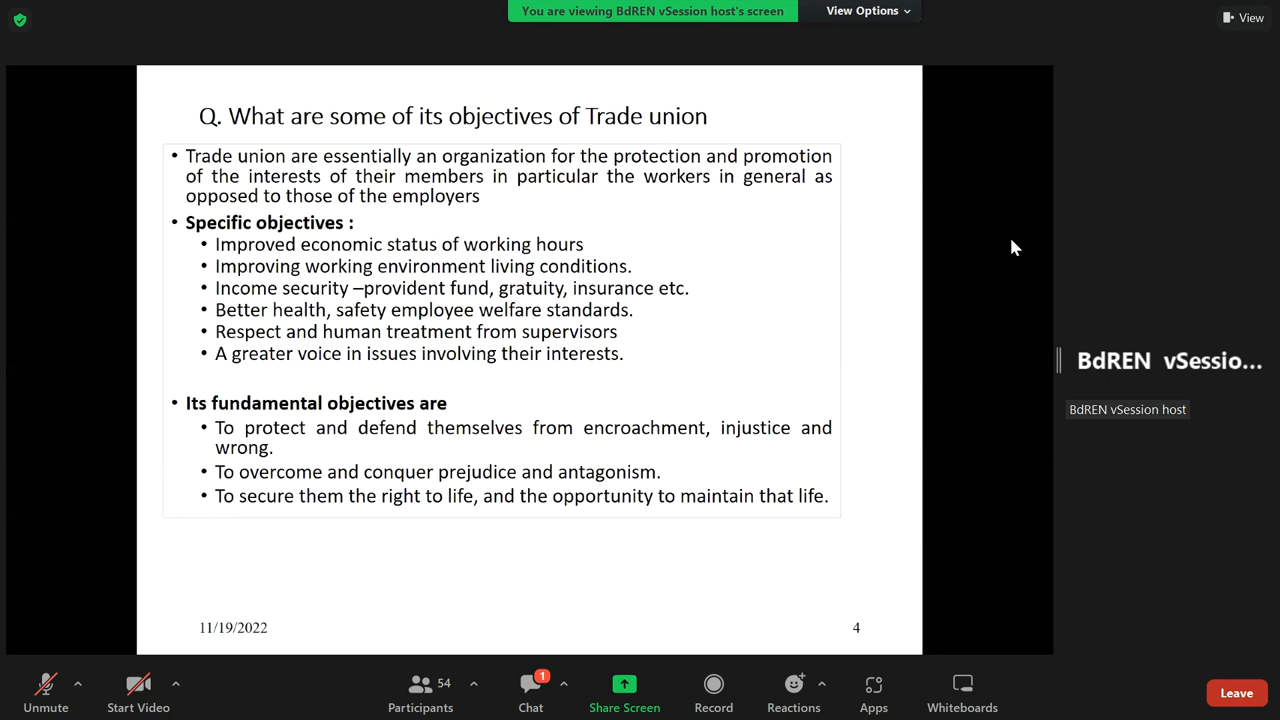 You are viewing BdREN vSession host's screen
View Options
View
Q. What are some of its objectives of Trade union
• Trade union are essentially an organization for the protection and promotion
of the interests of their members in particular the workers in general as
opposed to those of the employers
• Specific objectives :
• Improved economic status of working hours
• Improving working environment living conditions.
• Income security –provident fund, gratuity, insurance etc.
• Better health, safety employee welfare standards.
• Respect and human treatment from supervisors
• A greater voice in issues involving their interests.
• Its fundamental objectives are
• To protect and defend themselves from encroachment, injustice and
wrong.
• To overcome and conquer prejudice and antagonism.
• To secure them the right to life, and the opportunity to maintain that life.
11/19/2022
4
BdREN vSessio...
BdREN vSession host
Unmute
Start Video
54
Participants
1
Chat
Share Screen
Record
Reactions
Apps
Whiteboards
Leave